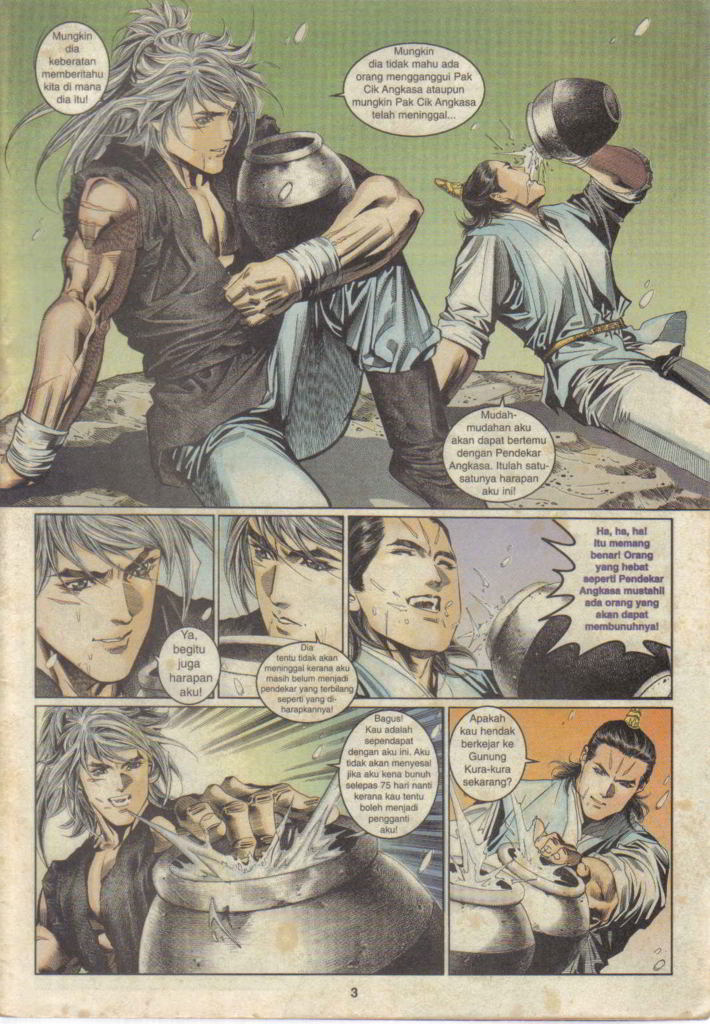 Mungkin
dia
keberatan
memberitahu
kita di mana
dia itu!
Mungkin
dia tidak mahu ada
orang mengganggui Pak
Cik Angkasa ataupun
mungkin Pak Cik Angkasa
telah meninggal...
Mudah-
mudahan aku
akan dapat bertemu
dengan Pendekar
Angkasa. Itulah satu-
satunya harapan
aku ini!
Ya,
begitu
juga
harapan
aku!
Dia
tentu tidak akan
meninggal kerana aku
masih belum menjadi
pendekar yang terbilang
seperti yang di-
harapkannya!
Ha, ha, ha!
Itu memang
benar! Orang
yang hebat
seperti Pendekar
Angkasa mustahil
ada orang yang
akan dapat
membunuhnya!
Bagus!
Kau adalah
sependapat
dengan aku ini. Aku
tidak akan menyesal
jika aku kena bunuh
selepas 75 hari nanti
kerana kau tentu
boleh menjadi
pengganti
aku!
Apakah
kau hendak
berkejar ke
Gunung
Kura-kura
sekarang?
3